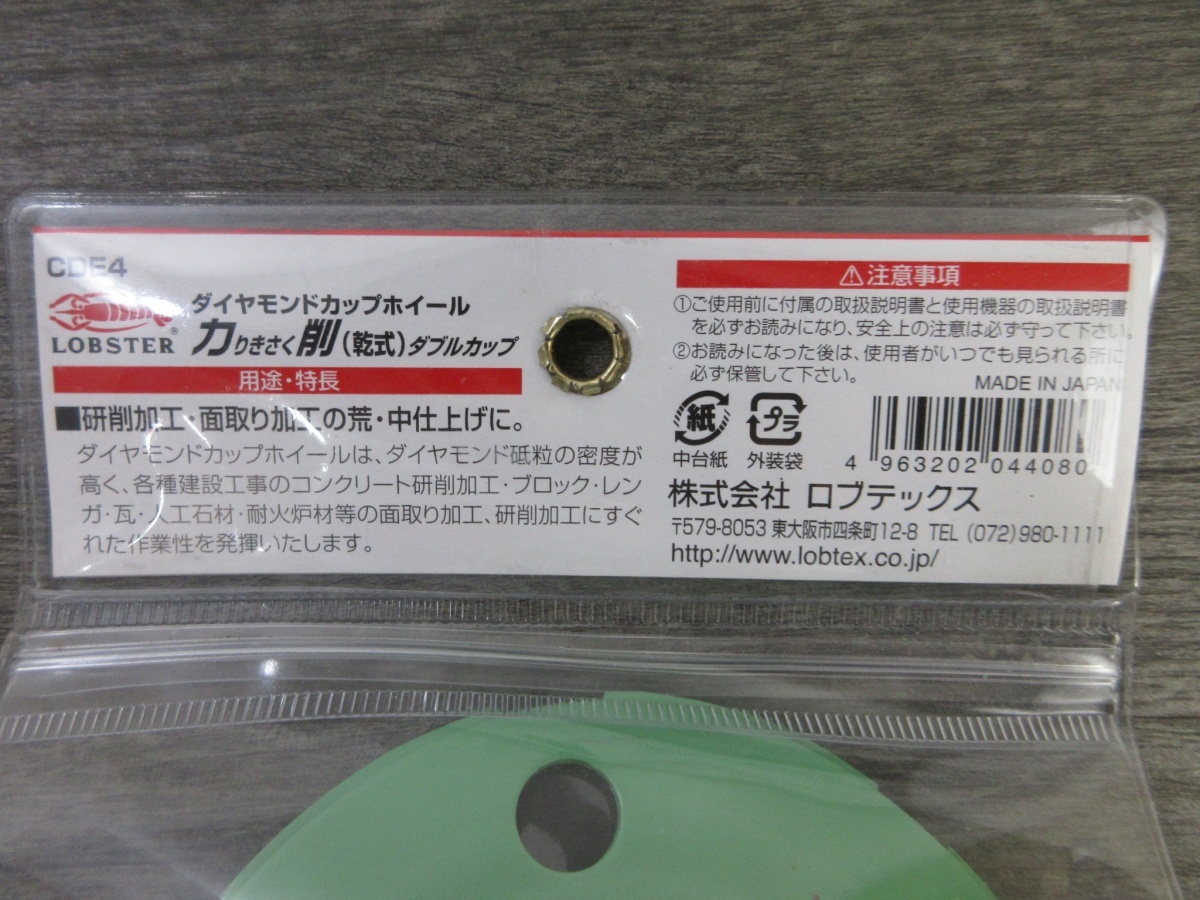 CDE4
LOBSTER®
ダイヤモンドカップホイール
力りきさく削(乾式)ダブルカップ
用途・特長
■研削加工・面取り加工の荒・中仕上げに。
ダイヤモンドカップホイールは、ダイヤモンド砥粒の密度が
高く、各種建設工事のコンクリート研削加工・ブロック・レン
ガ・瓦・人工石材・耐火炉材等の面取り加工、研削加工にすぐ
れた作業性を発揮いたします。
⚠注意事項
①ご使用前に付属の取扱説明書と使用機器の取扱説明書
を必ずお読みになり、安全上の注意は必ず守って下さい。
②お読みになった後は、使用者がいつでも見られる所に
必ず保管して下さい。
MADE IN JAPAN
紙
中台紙
プラ
外装袋
4 963202 044080
株式会社 ロブテックス
〒579-8053 東大阪市四条町12-8 TEL (072)980-1111
http://www.lobtex.co.jp/